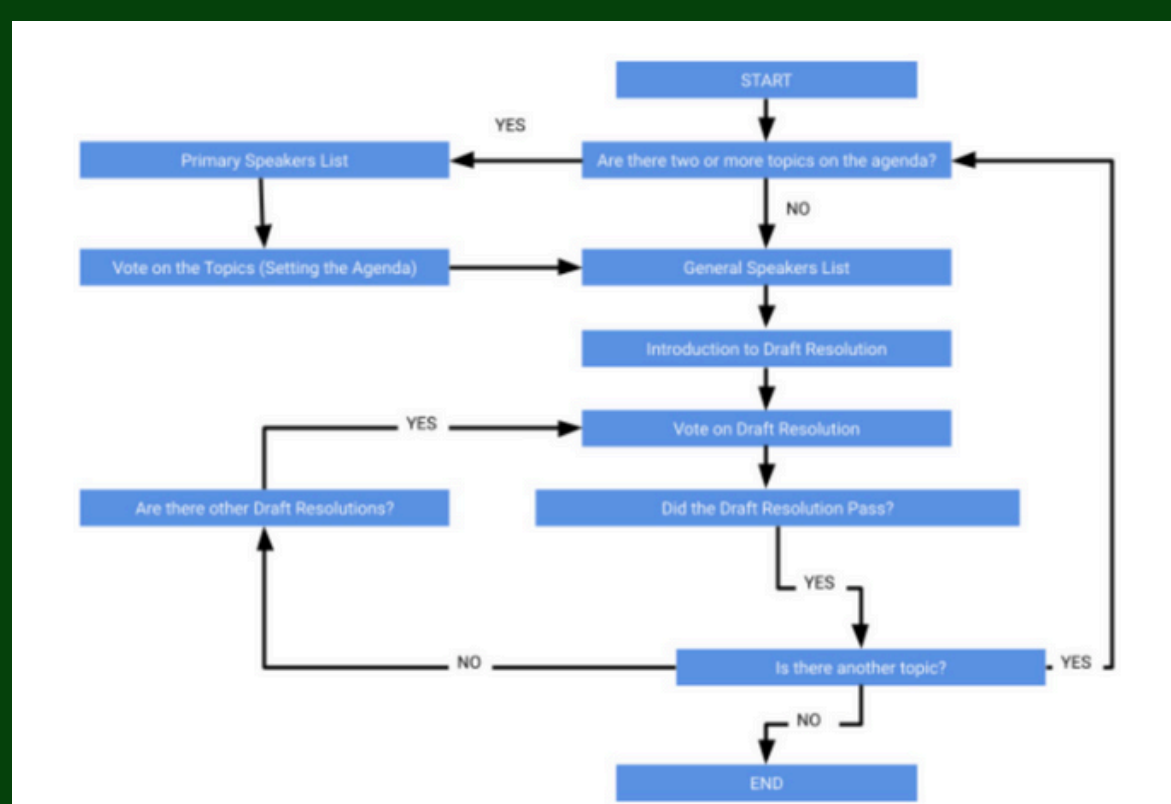 START
YES
Primary Speakers List
Are there two or more topics on the agenda?
NO
Vote on the Topics (Setting the Agenda)
General Speakers List
Introduction to Draft Resolution
YES
Vote on Draft Resolution
Are there other Draft Resolutions?
Did the Draft Resolution Pass?
YES
NO
Is there another topic?
YES
NO
END